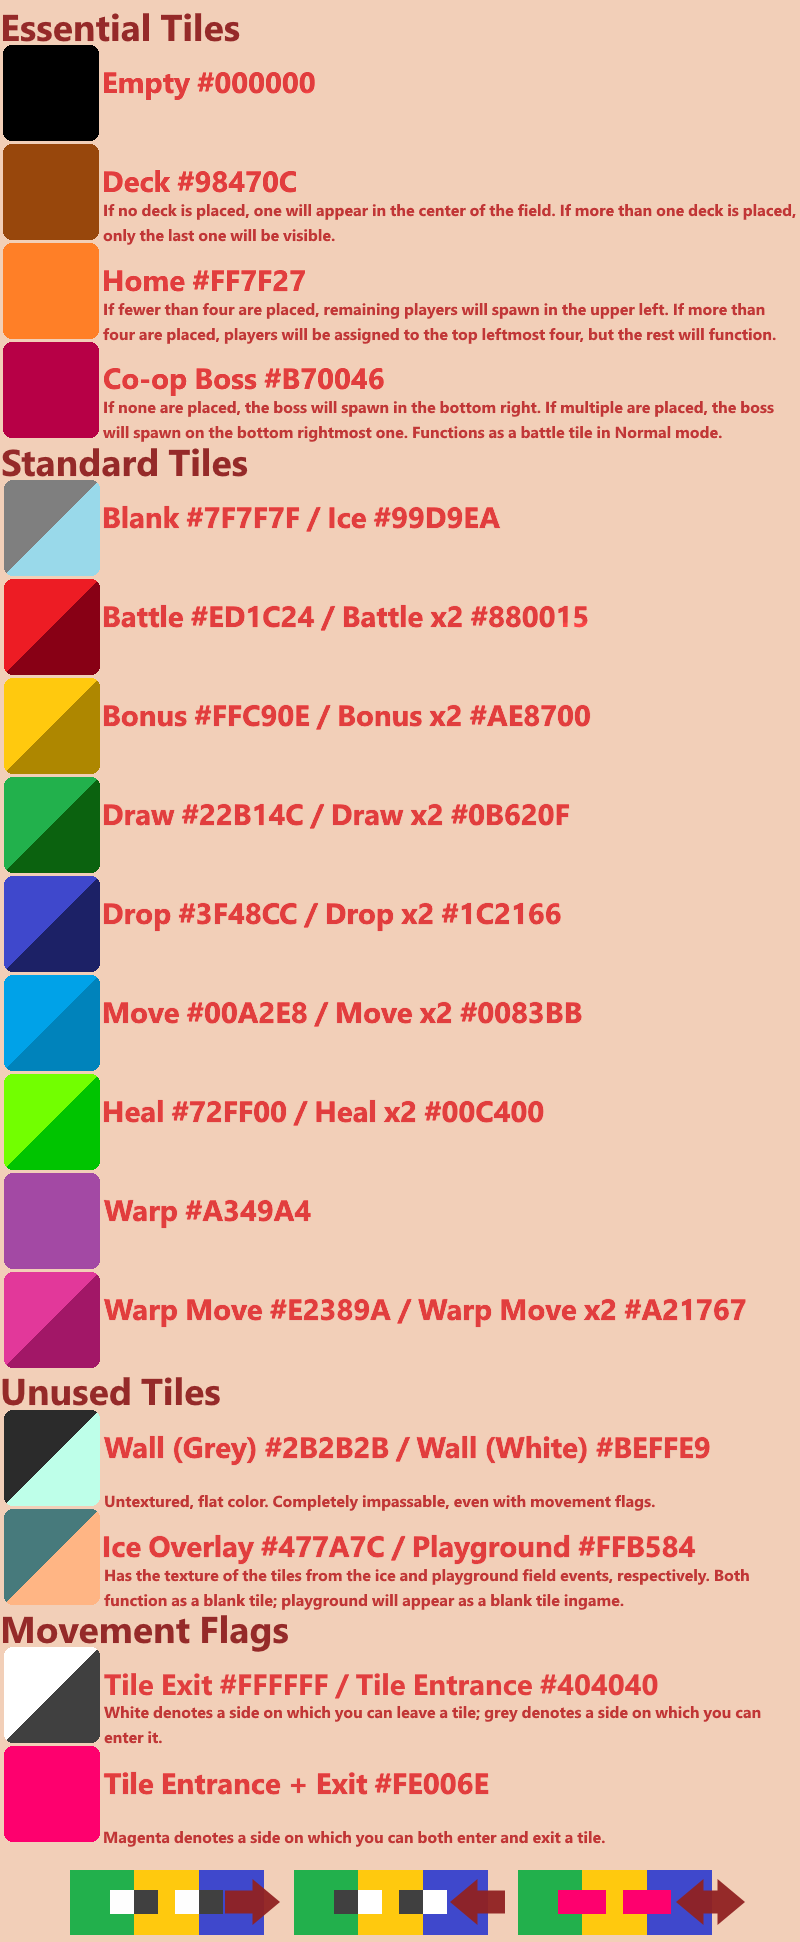 Essential Tiles
Empty #000000
Deck #98470C
If no deck is placed, one will appear in the center of the field. If more than one deck is placed,
only the last one will be visible.
Home #FF7F27
If fewer than four are placed, remaining players will spawn in the upper left. If more than
four are placed, players will be assigned to the top leftmost four, but the rest will function.
Co-op Boss #B70046
If none are placed, the boss will spawn in the bottom right. If multiple are placed, the boss
will spawn on the bottom rightmost one. Functions as a battle tile in Normal mode.
Standard Tiles
Blank #7F7F7F / Ice #99D9EA
Battle #ED1C24 / Battle x2 #880015
Bonus #FFC90E / Bonus x2 #AE8700
Draw #22B14C / Draw x2 #0B620F
Drop #3F48CC / Drop x2 #1C2166
Move #00A2E8 / Move x2 #0083BB
Heal #72FF00 / Heal x2 #00C400
Warp #A349A4
Warp Move #E2389A / Warp Move x2 #A21767
Unused Tiles
Wall (Grey) #2B2B2B / Wall (White) #BEFFE9
Untextured, flat color. Completely impassable, even with movement flags.
Ice Overlay #477A7C / Playground #FFB584
Has the texture of the tiles from the ice and playground field events, respectively. Both
function as a blank tile; playground will appear as a blank tile ingame.
Movement Flags
Tile Exit #FFFFFF / Tile Entrance #404040
White denotes a side on which you can leave a tile; grey denotes a side on which you can
enter it.
Tile Entrance + Exit #FE006E
Magenta denotes a side on which you can both enter and exit a tile.